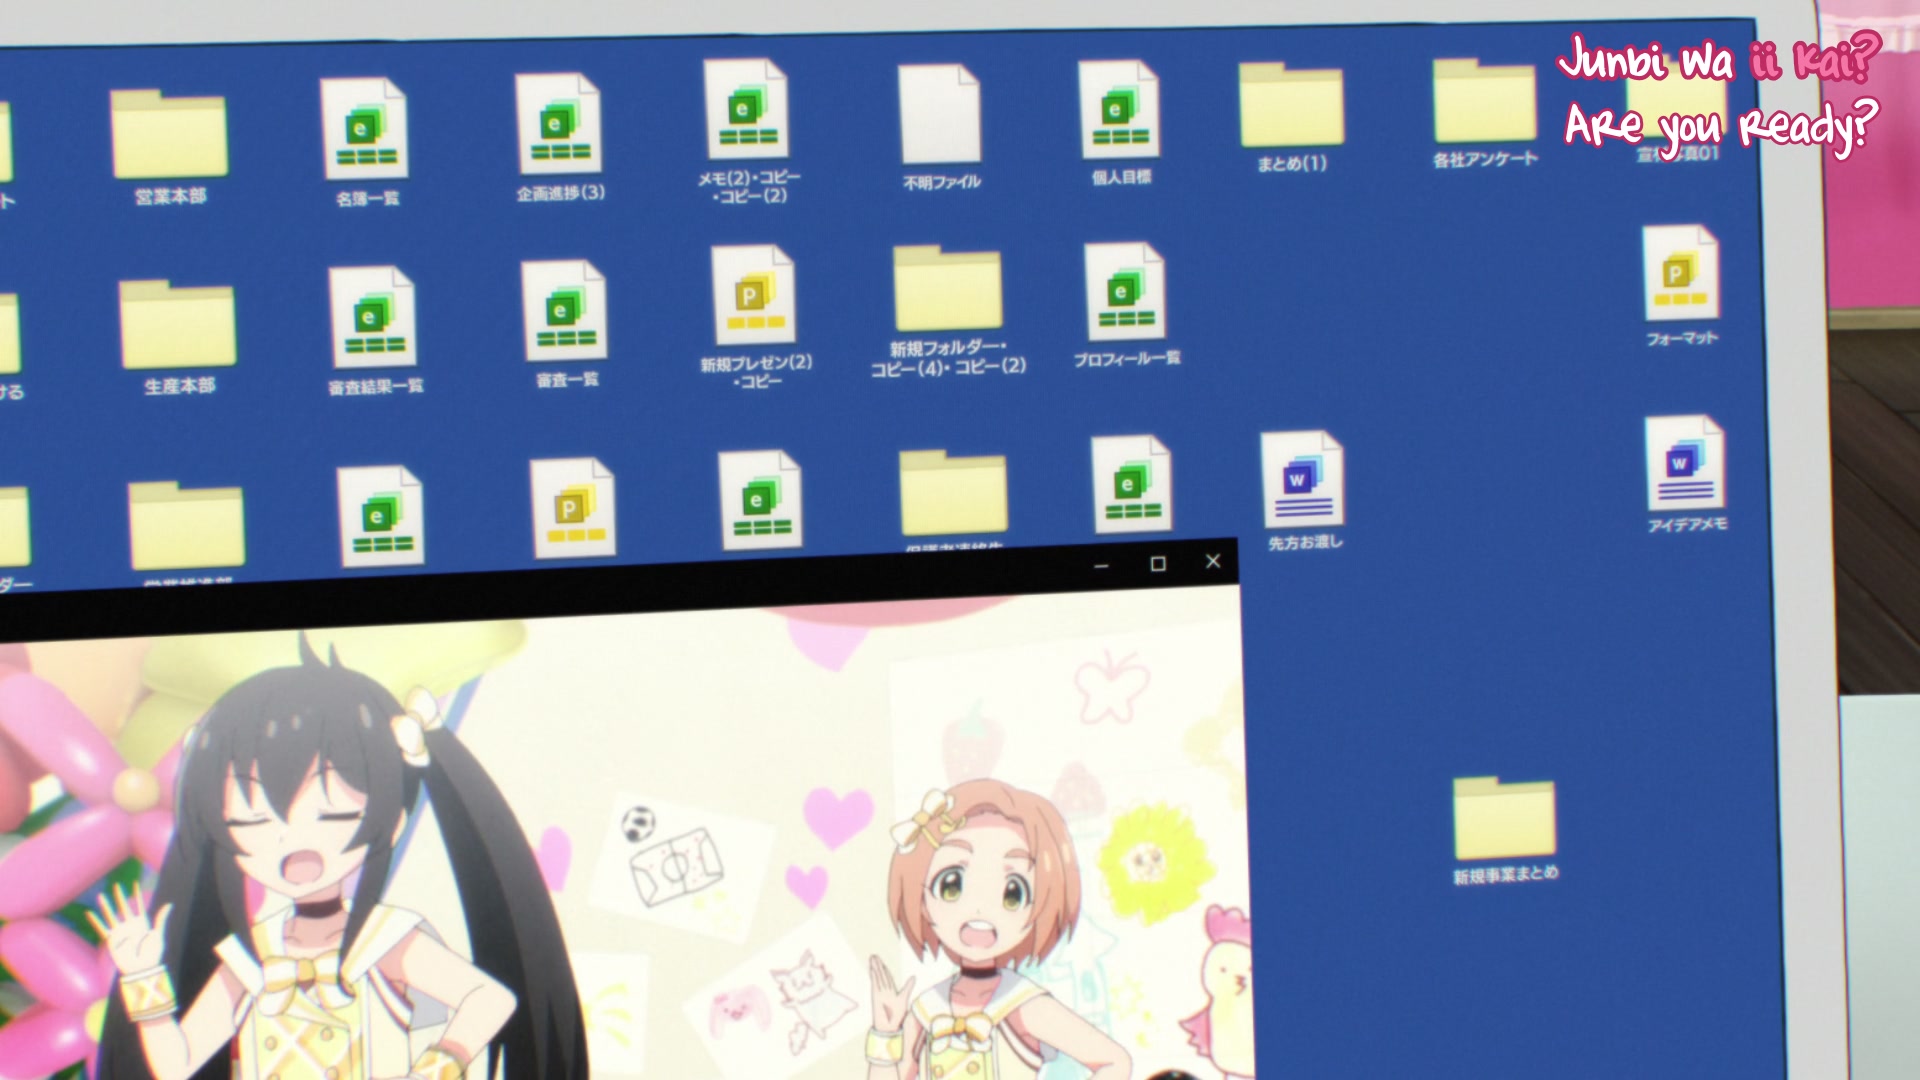 Junbi wa ii kai?
Are you ready?
ト
営業本部
名簿一覧
企画進捗(3)
メモ(2)・コピー
・コピー(2)
不明ファイル
個人目標
まとめ(1)
各社アンケート
ける
生産本部
審査結果一覧
審査一覧
新規プレゼン(2)
・コピー
新規フォルダー・
コピー(4)・コピー(2)
プロフィール一覧
フォーマット
ダー
先方お渡し
アイデアメモ
新規事業まとめ